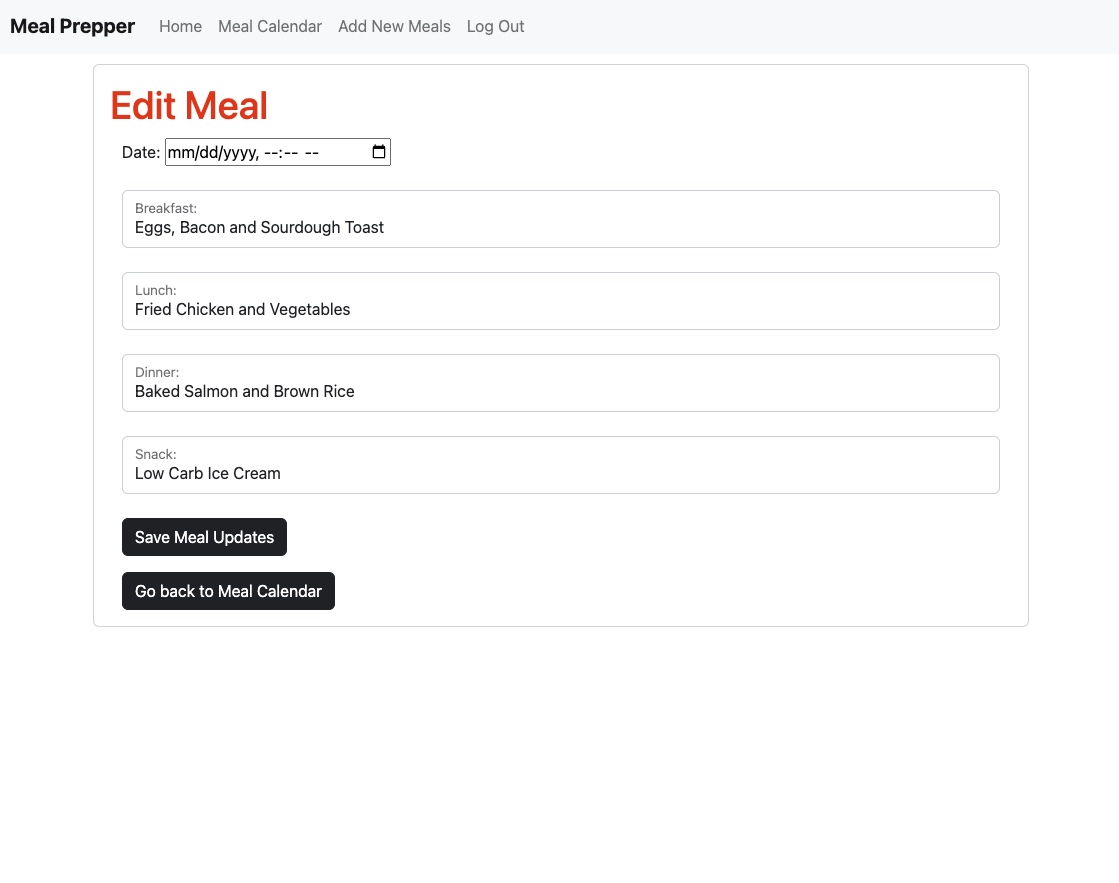 Meal Prepper Home Meal Calendar Add New Meals Log Out
Edit Meal
Date: mm/dd/yyyy, --:-- --
Breakfast:
Eggs, Bacon and Sourdough Toast
Lunch:
Fried Chicken and Vegetables
Dinner:
Baked Salmon and Brown Rice
Snack:
Low Carb Ice Cream
Save Meal Updates
Go back to Meal Calendar